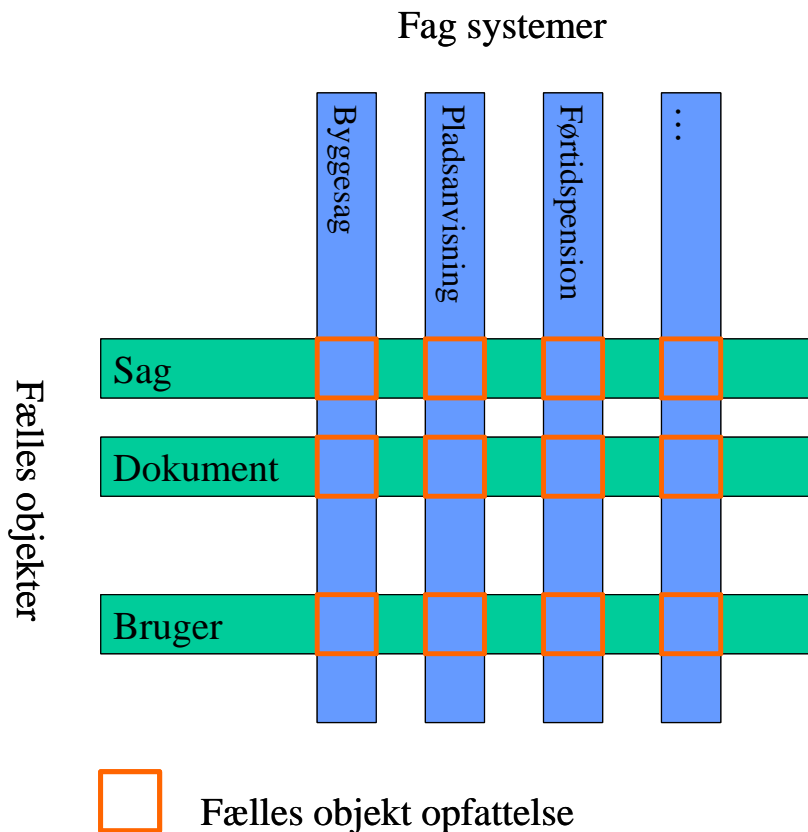 Fag systemer
Byggesag
Pladsanvisning
Førtidspension
...
Fælles objekter
Sag
Dokument
Bruger
Fælles objekt opfattelse